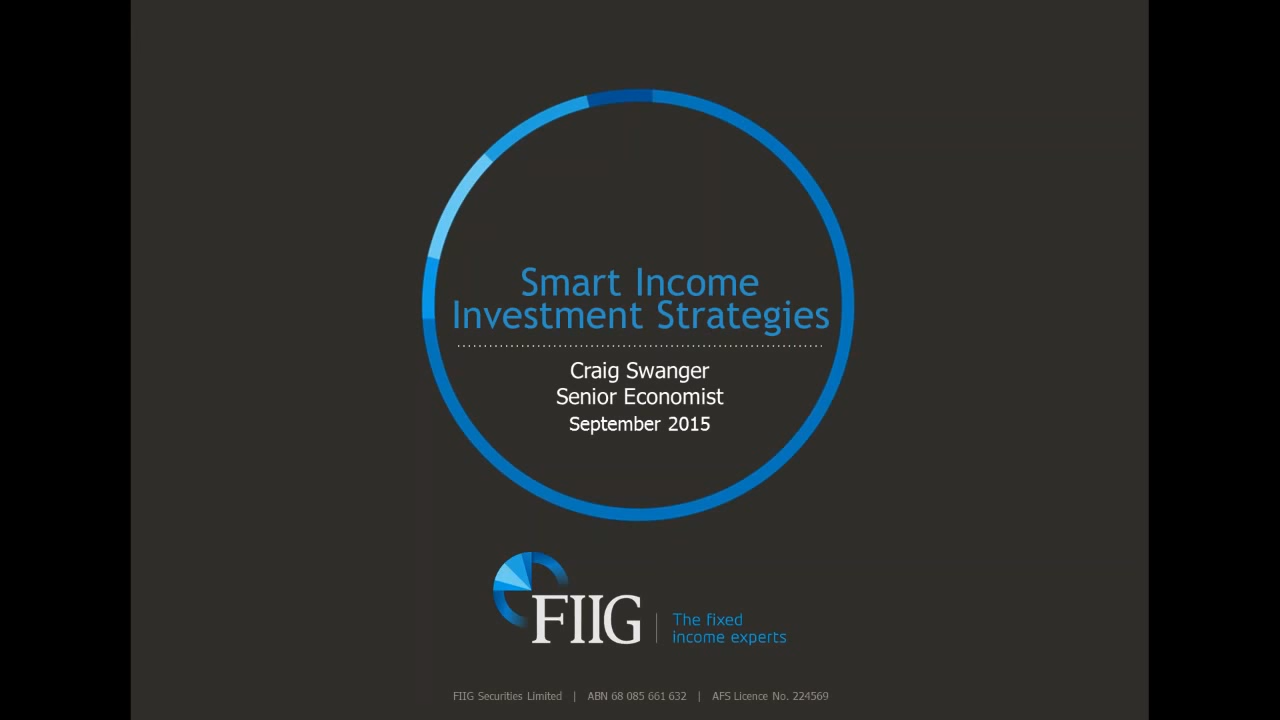 Smart Income
Investment Strategies
Craig Swanger
Senior Economist
September 2015
FIIG
The fixed
income experts
FIIG Securities Limited | ABN 68 085 661 632 | AFS Licence No. 224569